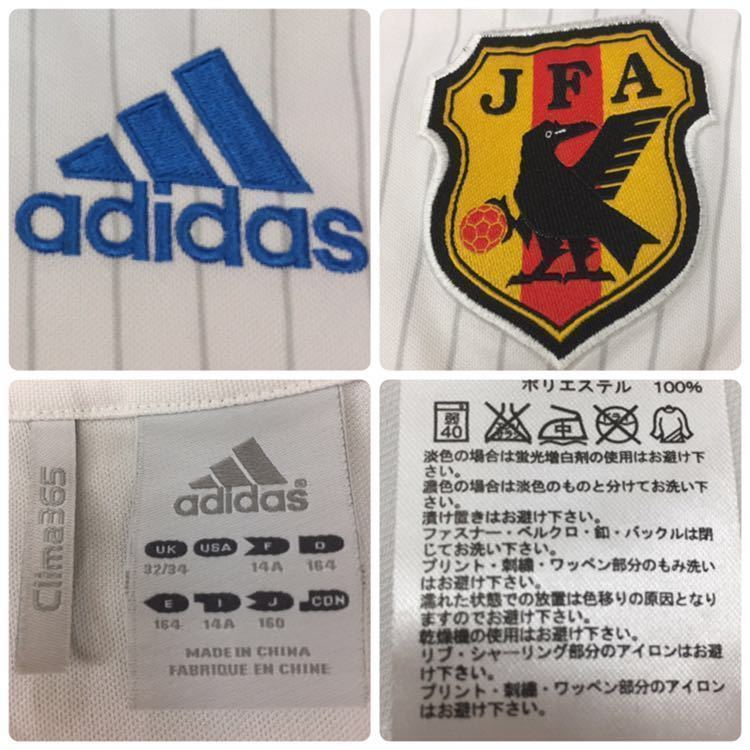 adidas
JFA
Clima365
adidas®
UK USA F D
32/34 14A 164
E I J CDN
164 14A 160
MADE IN CHINA
FABRIQUE EN CHINE
ポリエステル 100%
弱
40
中
淡色の場合は蛍光増白剤の使用はお避け下
さい。
濃色の場合は淡色のものと分けてお洗い下
さい。
漬け置きはお避け下さい。
ファスナー・ベルクロ・釦・バックルは閉
じてお洗い下さい。
プリント・刺繍・ワッペン部分のもみ洗い
はお避け下さい。
濡れた状態での放置は色移りの原因となり
ますのでお避け下さい。
乾燥機の使用はお避け下さい。
リブ・シャーリング部分のアイロンはお避
け下さい。
プリント・刺繍・ワッペン部分のアイロン
はお避け下さい。